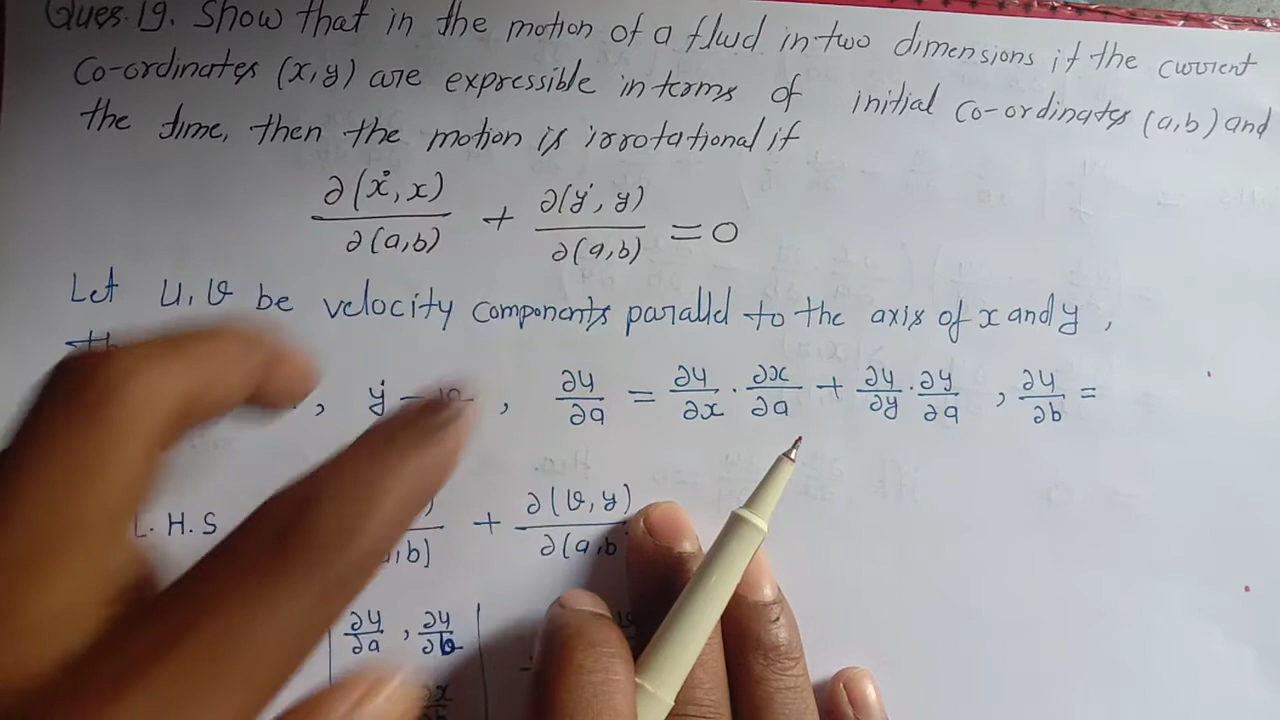 Ques. 19. Show that in the motion of a fluid in two dimensions if the current
Co-ordinates (x,y) are expressible in terms of initial co-ordinates (a,b) and
the time, then the motion is irrotational if
∂(ẋ,x)/∂(a,b) + ∂(ẏ,y)/∂(a,b) = 0
Let u,v be velocity components parallel to the axis of x and y,
, ẏ = v, ∂u/∂a = ∂u/∂x · ∂x/∂a + ∂u/∂y · ∂y/∂a , ∂u/∂b =
L.H.S + ∂(v,y)/∂(a,b
∂u/∂a , ∂u/∂b